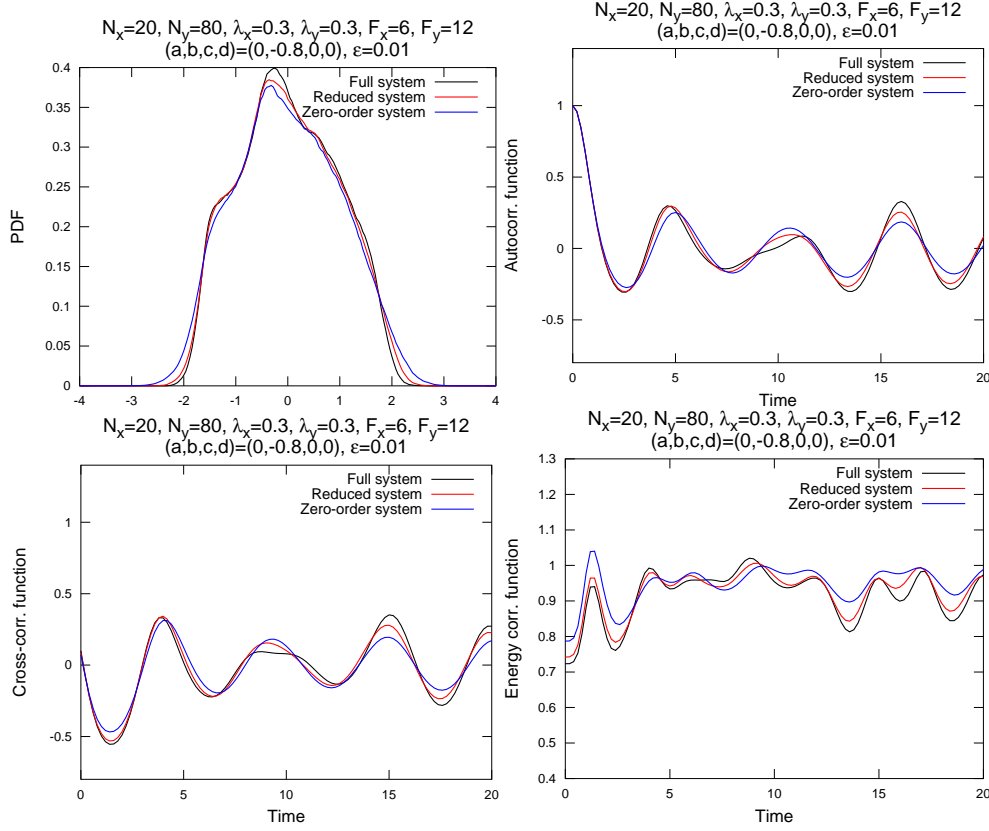 N_x=20, N_y=80, λ_x=0.3, λ_y=0.3, F_x=6, F_y=12
(a,b,c,d)=(0,-0.8,0,0), ε=0.01
Full system
Reduced system
Zero-order system
PDF
0.4
0.35
0.3
0.25
0.2
0.15
0.1
0.05
0
-4 -3 -2 -1 0 1 2 3 4
N_x=20, N_y=80, λ_x=0.3, λ_y=0.3, F_x=6, F_y=12
(a,b,c,d)=(0,-0.8,0,0), ε=0.01
Full system
Reduced system
Zero-order system
Autocorr. function
1
0.5
0
-0.5
0 5 10 15 20
Time
N_x=20, N_y=80, λ_x=0.3, λ_y=0.3, F_x=6, F_y=12
(a,b,c,d)=(0,-0.8,0,0), ε=0.01
Full system
Reduced system
Zero-order system
Cross-corr. function
1
0.5
0
-0.5
0 5 10 15 20
Time
N_x=20, N_y=80, λ_x=0.3, λ_y=0.3, F_x=6, F_y=12
(a,b,c,d)=(0,-0.8,0,0), ε=0.01
Full system
Reduced system
Zero-order system
Energy corr. function
1.3
1.2
1.1
1
0.9
0.8
0.7
0.6
0.5
0.4
0 5 10 15 20
Time